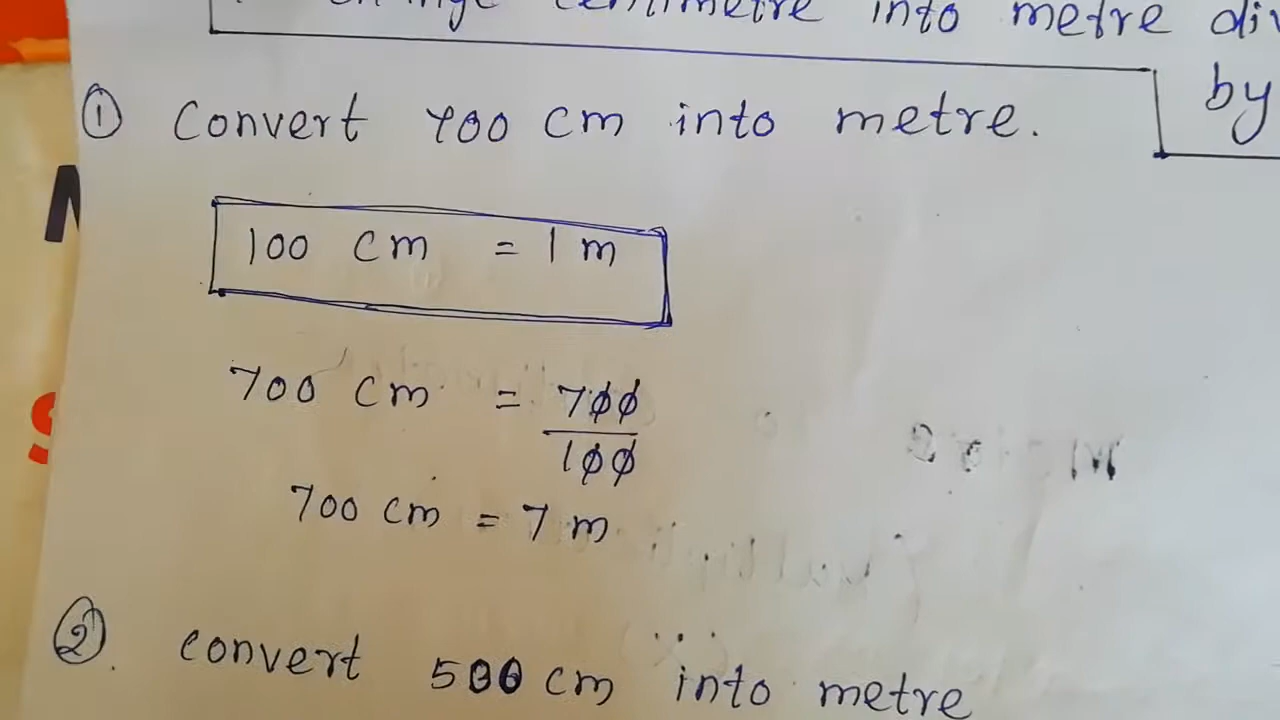 centimetre into metre
by
① Convert 700 cm into metre.
100 cm = 1 m
700 cm = 700
100
700 cm = 7 m
② convert 500 cm into metre